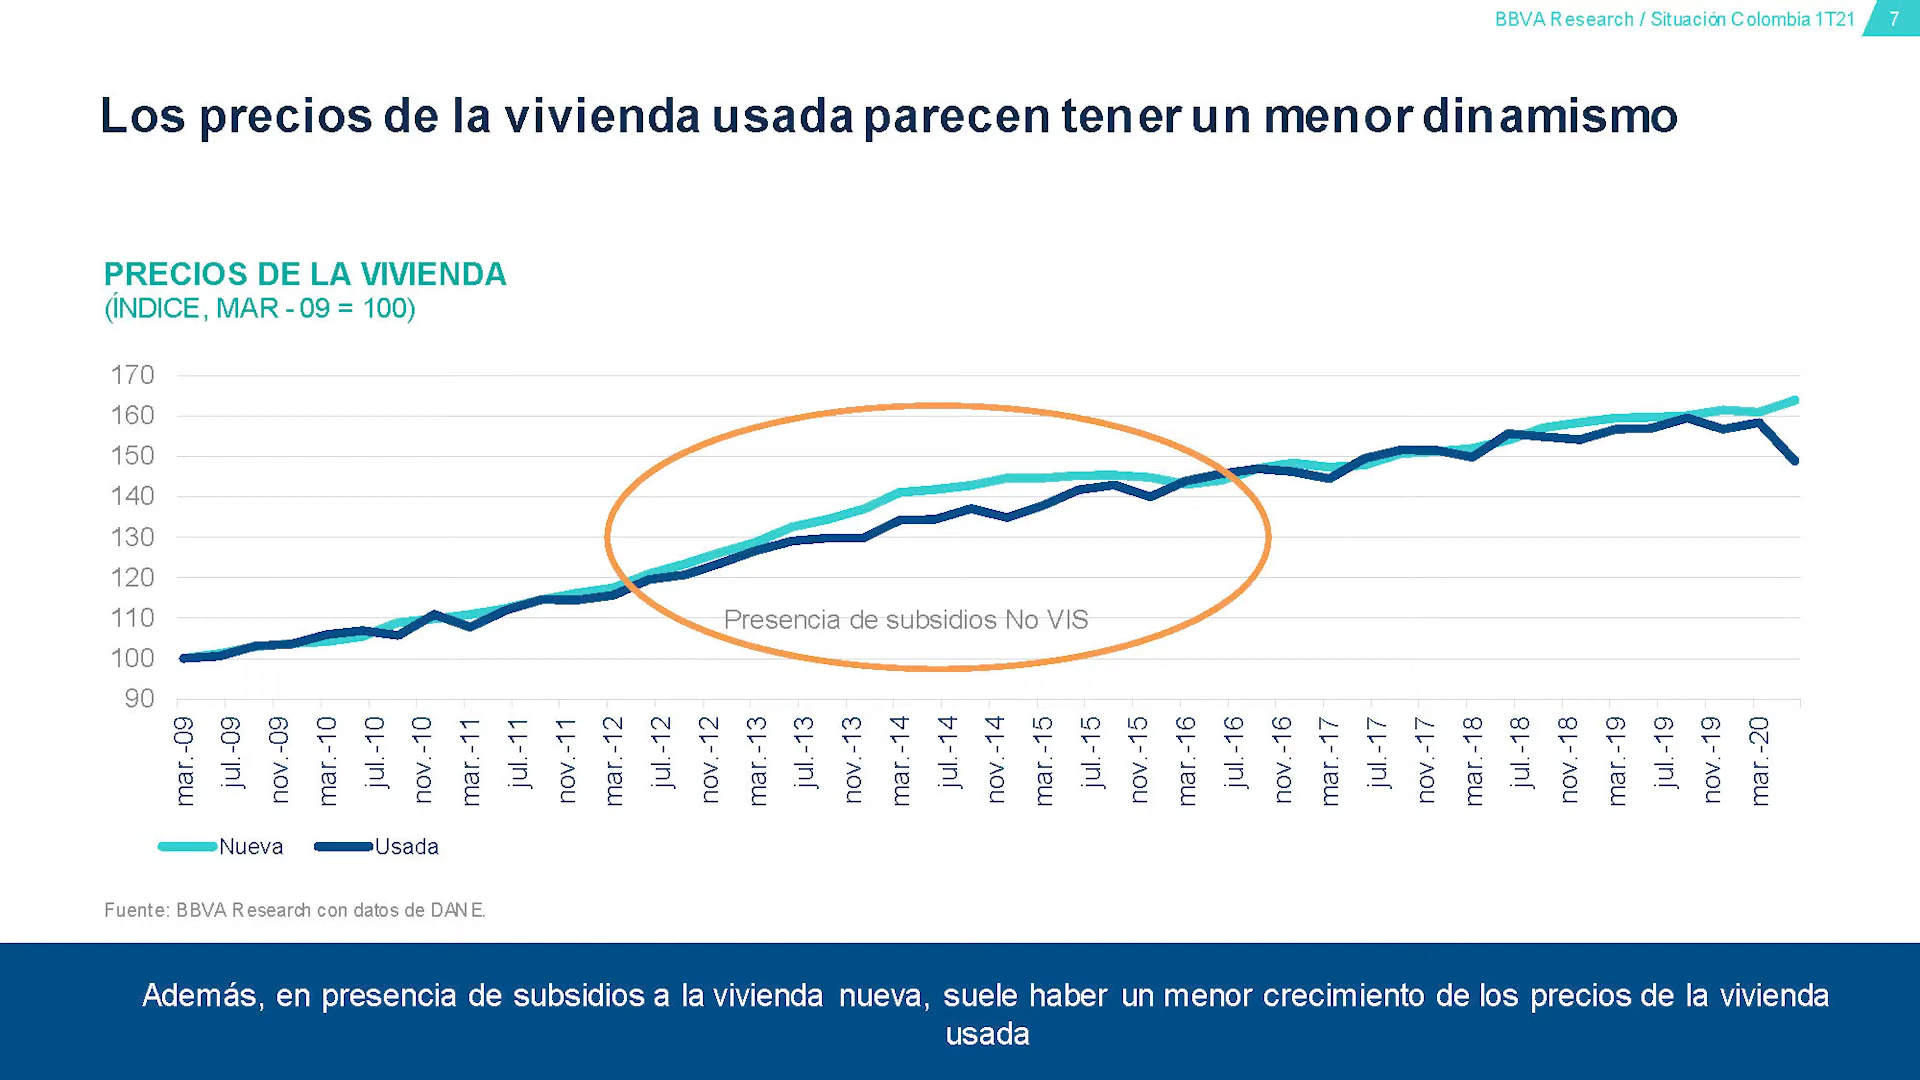 BBVA Research / Situación Colombia 1T21 7
Los precios de la vivienda usada parecen tener un menor dinamismo
PRECIOS DE LA VIVIENDA
(ÍNDICE, MAR - 09 = 100)
170
160
150
140
130
120
110
100
90
Presencia de subsidios No VIS
mar.-09
jul.-09
nov.-09
mar.-10
jul.-10
nov.-10
mar.-11
jul.-11
nov.-11
mar.-12
jul.-12
nov.-12
mar.-13
jul.-13
nov.-13
mar.-14
jul.-14
nov.-14
mar.-15
jul.-15
nov.-15
mar.-16
jul.-16
nov.-16
mar.-17
jul.-17
nov.-17
mar.-18
jul.-18
nov.-18
mar.-19
jul.-19
nov.-19
mar.-20
Nueva Usada
Fuente: BBVA Research con datos de DANE.
Además, en presencia de subsidios a la vivienda nueva, suele haber un menor crecimiento de los precios de la vivienda
usada